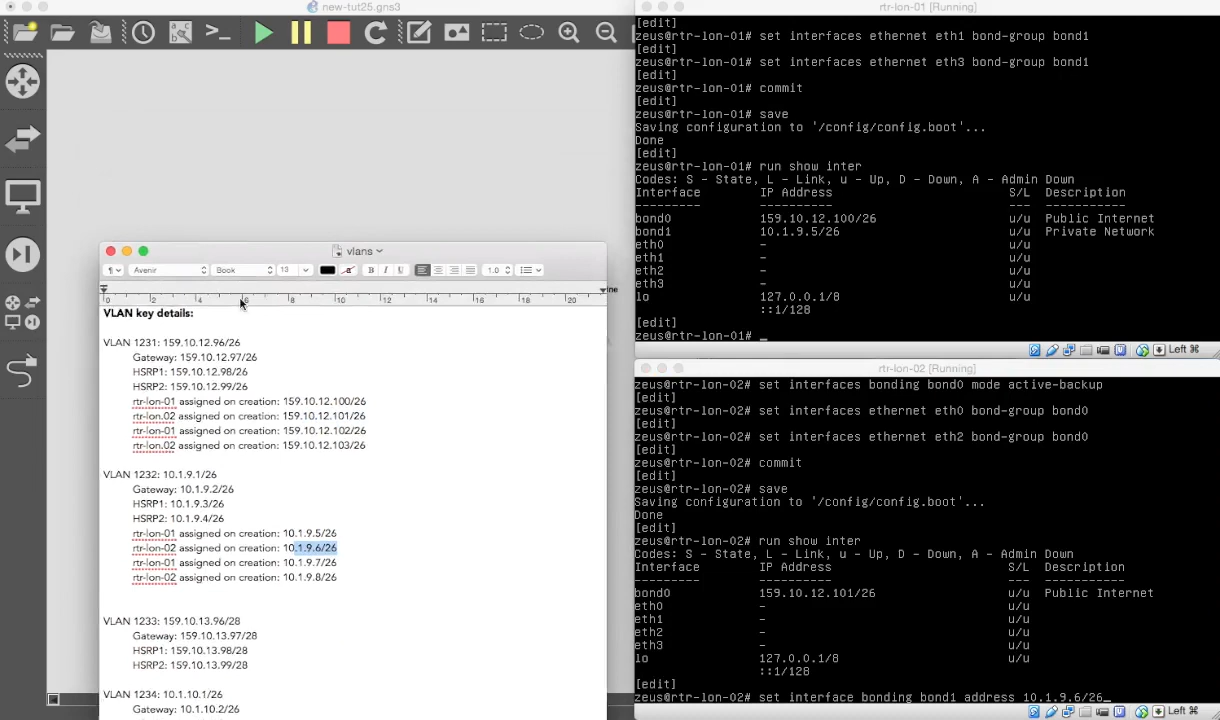 new-tut25.gns3
vlans
Avenir
Book
13
B I U
1.0
0 2 4 6 8 10 12 14 16 18 20
VLAN key details:
VLAN 1231: 159.10.12.96/26
Gateway: 159.10.12.97/26
HSRP1: 159.10.12.98/26
HSRP2: 159.10.12.99/26
rtr-lon-01 assigned on creation: 159.10.12.100/26
rtr-lon.02 assigned on creation: 159.10.12.101/26
rtr-lon-01 assigned on creation: 159.10.12.102/26
rtr-lon.02 assigned on creation: 159.10.12.103/26
VLAN 1232: 10.1.9.1/26
Gateway: 10.1.9.2/26
HSRP1: 10.1.9.3/26
HSRP2: 10.1.9.4/26
rtr-lon-01 assigned on creation: 10.1.9.5/26
rtr-lon-02 assigned on creation: 10.1.9.6/26
rtr-lon-01 assigned on creation: 10.1.9.7/26
rtr-lon-02 assigned on creation: 10.1.9.8/26
VLAN 1233: 159.10.13.96/28
Gateway: 159.10.13.97/28
HSRP1: 159.10.13.98/28
HSRP2: 159.10.13.99/28
VLAN 1234: 10.1.10.1/26
Gateway: 10.1.10.2/26
rtr-lon-01 [Running]
[edit]
zeus@rtr-lon-01# set interfaces ethernet eth1 bond-group bond1
[edit]
zeus@rtr-lon-01# set interfaces ethernet eth3 bond-group bond1
[edit]
zeus@rtr-lon-01# commit
[edit]
zeus@rtr-lon-01# save
Saving configuration to '/config/config.boot'...
Done
[edit]
zeus@rtr-lon-01# run show inter
Codes: S - State, L - Link, u - Up, D - Down, A - Admin Down
Interface IP Address S/L Description
--------- ---------- --- -----------
bond0 159.10.12.100/26 u/u Public Internet
bond1 10.1.9.5/26 u/u Private Network
eth0 - u/u
eth1 - u/u
eth2 - u/u
eth3 - u/u
lo 127.0.0.1/8 u/u
::1/128
[edit]
zeus@rtr-lon-01# _
Left ⌘
rtr-lon-02 [Running]
zeus@rtr-lon-02# set interfaces bonding bond0 mode active-backup
[edit]
zeus@rtr-lon-02# set interfaces ethernet eth0 bond-group bond0
[edit]
zeus@rtr-lon-02# set interfaces ethernet eth2 bond-group bond0
[edit]
zeus@rtr-lon-02# commit
[edit]
zeus@rtr-lon-02# save
Saving configuration to '/config/config.boot'...
Done
[edit]
zeus@rtr-lon-02# run show inter
Codes: S - State, L - Link, u - Up, D - Down, A - Admin Down
Interface IP Address S/L Description
--------- ---------- --- -----------
bond0 159.10.12.101/26 u/u Public Internet
eth0 - u/u
eth1 - u/u
eth2 - u/u
eth3 - u/u
lo 127.0.0.1/8 u/u
::1/128
[edit]
zeus@rtr-lon-02# set interface bonding bond1 address 10.1.9.6/26_
Left ⌘